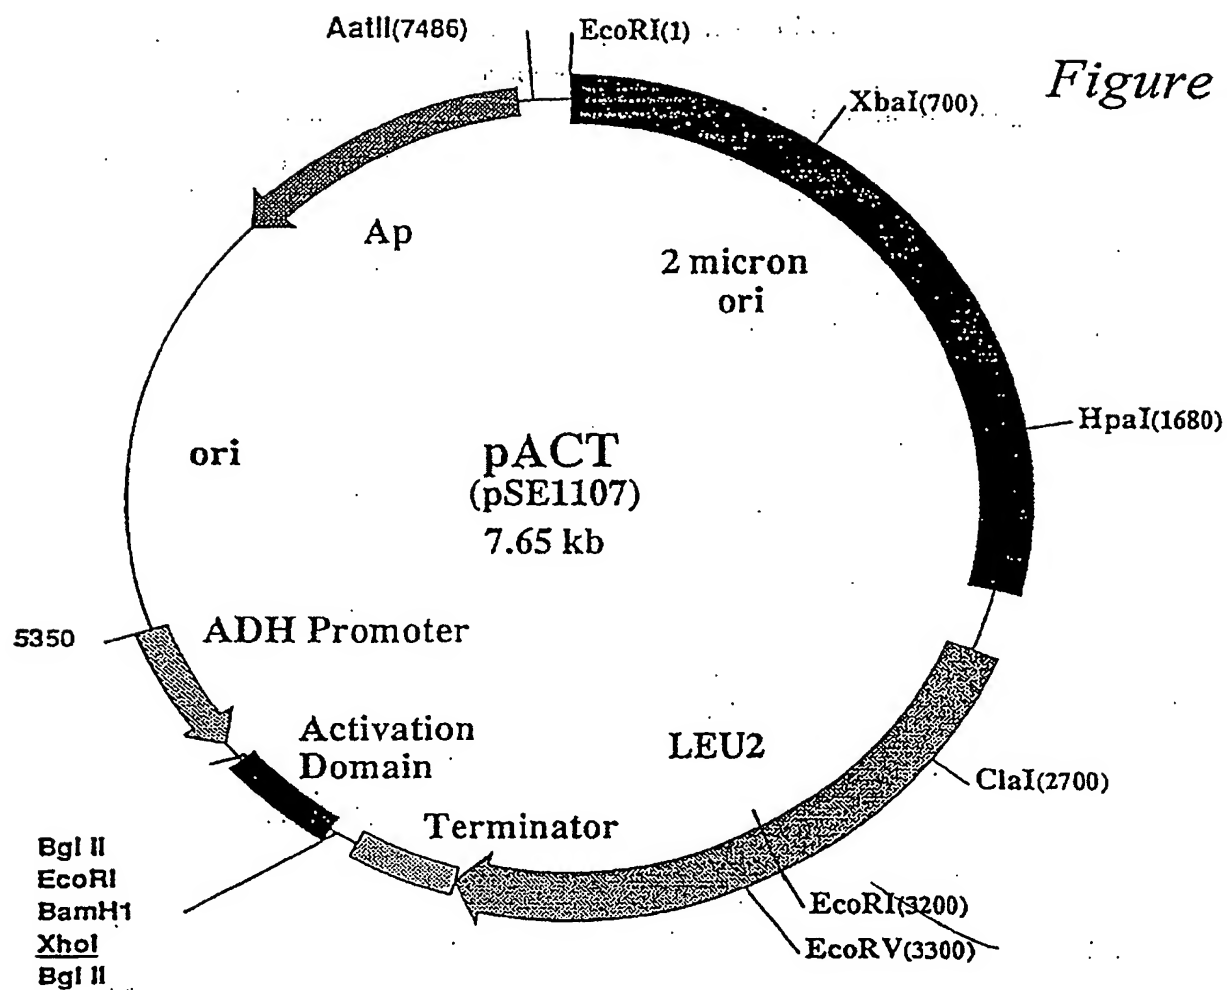 AatII(7486)
EcoRI(1)
Figure
XbaI(700)
Ap
2 micron
ori
HpaI(1680)
ori
pACT
(pSE1107)
7.65 kb
5350
ADH Promoter
Activation
Domain
LEU2
ClaI(2700)
Terminator
Bgl II
EcoRI
BamH1
XhoI
Bgl II
EcoRI(3200)
EcoRV(3300)